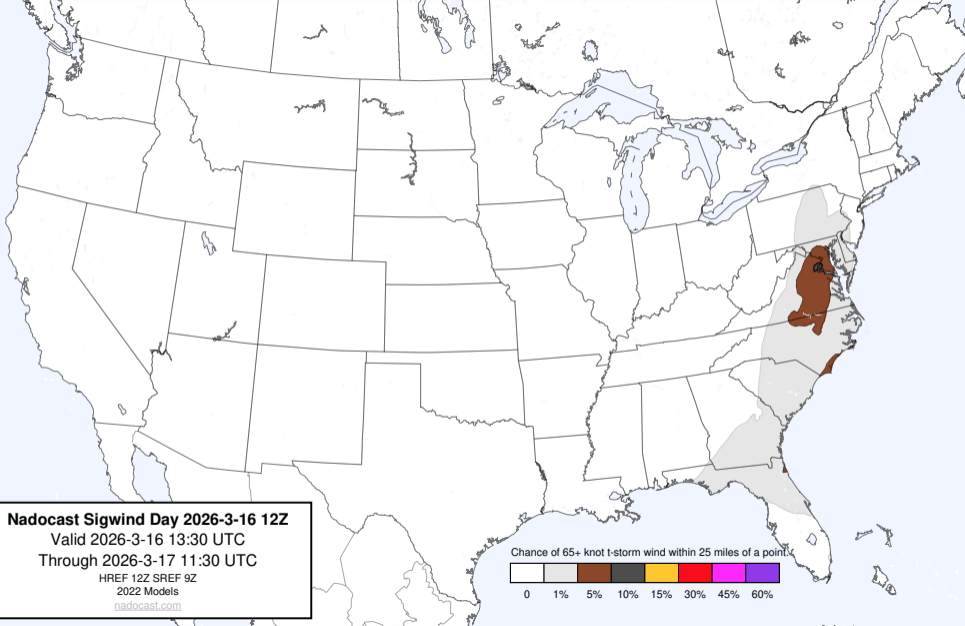 Nadocast Sigwind Day 2026-3-16 12Z
Valid 2026-3-16 13:30 UTC
Through 2026-3-17 11:30 UTC
HREF 12Z SREF 9Z
2022 Models
nadocast.com
Chance of 65+ knot t-storm wind within 25 miles of a point.
0 1% 5% 10% 15% 30% 45% 60%